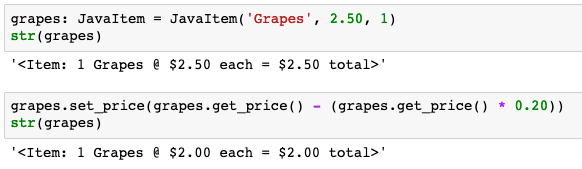 grapes: JavaItem = JavaItem('Grapes', 2.50, 1)
str(grapes)
'<Item: 1 Grapes @ $2.50 each = $2.50 total>'
grapes.set_price(grapes.get_price() - (grapes.get_price() * 0.20))
str(grapes)
'<Item: 1 Grapes @ $2.00 each = $2.00 total>'